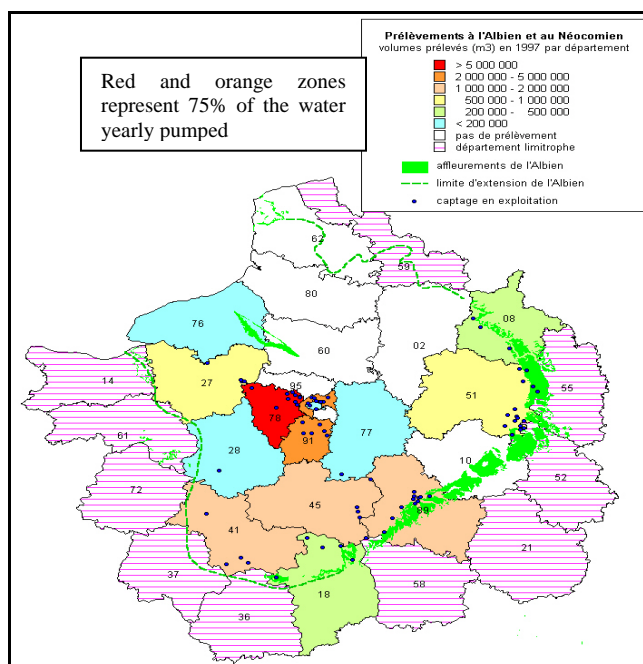 Red and orange zones
represent 75% of the water
yearly pumped
Prélèvements à l'Albien et au Néocomien
volumes prélevés (m3) en 1997 par département
> 5 000 000
2 000 000 - 5 000 000
1 000 000 - 2 000 000
500 000 - 1 000 000
200 000 - 500 000
< 200 000
pas de prélèvement
département limitrophe
affleurements de l'Albien
limite d'extension de l'Albien
captage en exploitation
62
59
80
08
76
02
60
14
27
95
51
55
78
61
91
77
28
10
72
52
45
89
41
21
37
58
18
36